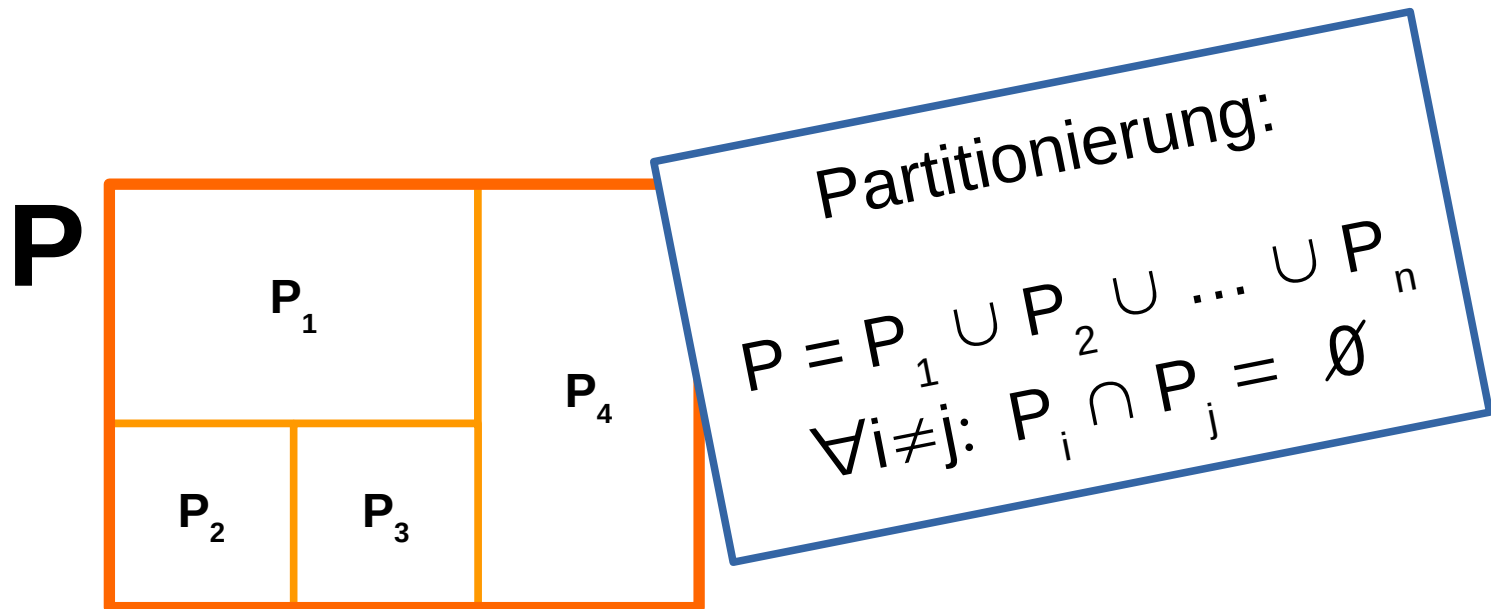 P
P₁
P₄
P₂ P₃
Partitionierung:
P = P₁ ∪ P₂ ∪ ... ∪ Pₙ
∀i≠j: Pᵢ ∩ Pⱼ = Ø